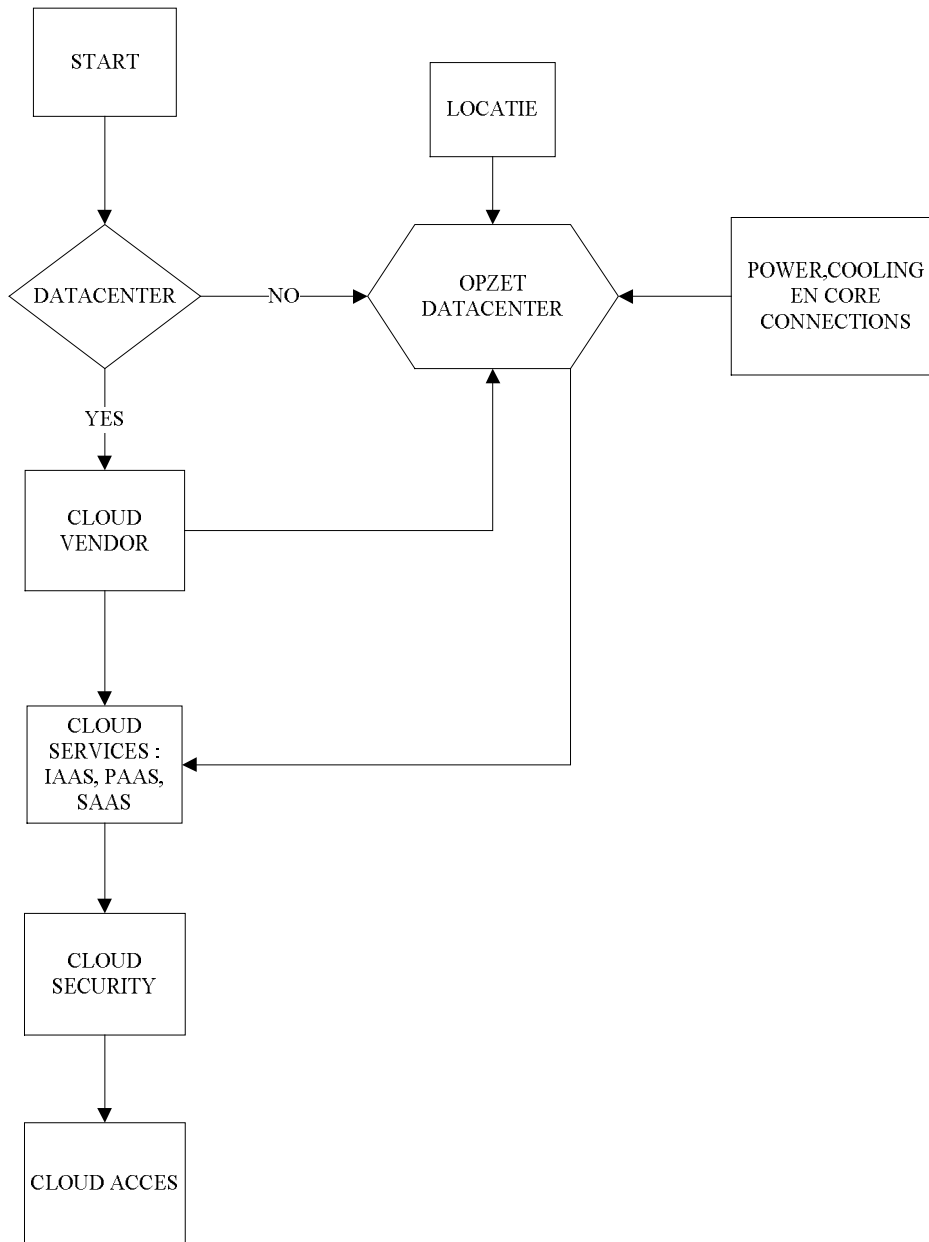 START
LOCATIE
DATACENTER
NO
OPZET
DATACENTER
POWER,COOLING
EN CORE
CONNECTIONS
YES
CLOUD
VENDOR
CLOUD
SERVICES :
IAAS, PAAS,
SAAS
CLOUD
SECURITY
CLOUD ACCES